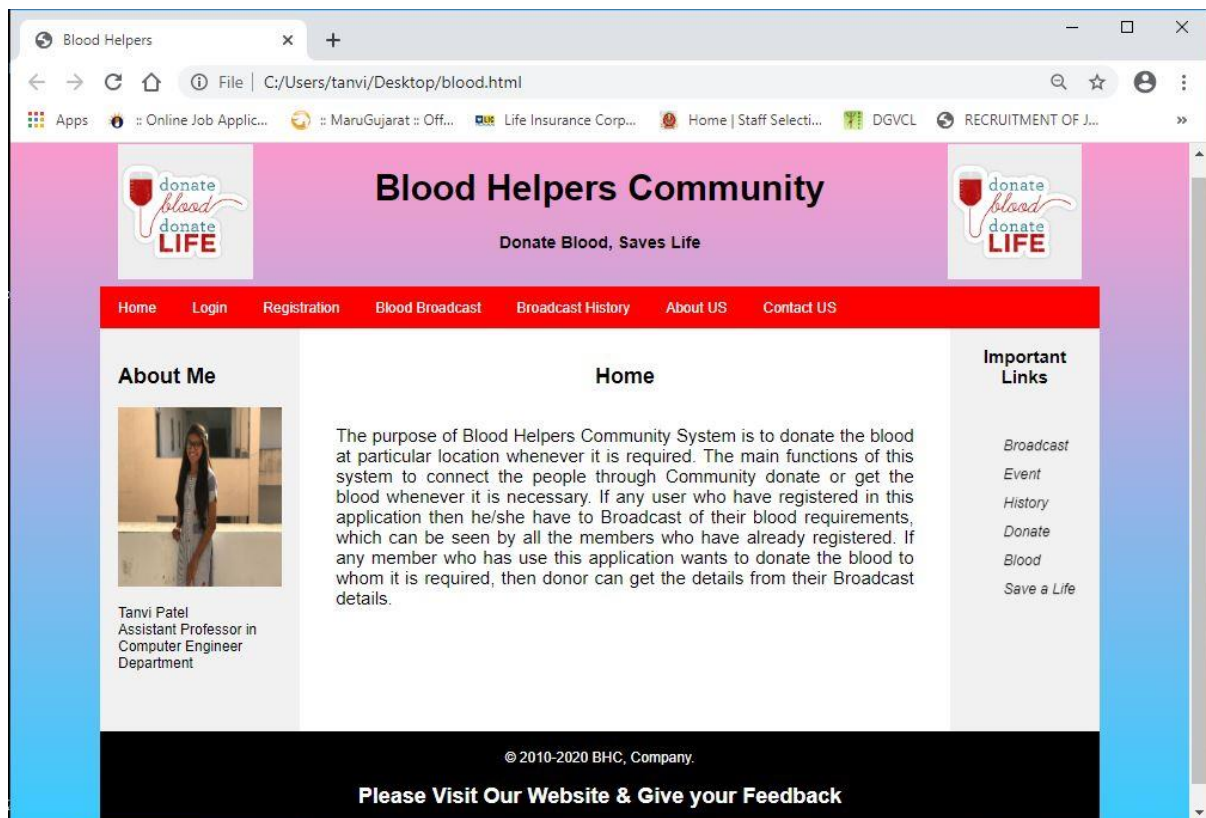 Blood Helpers
File | C:/Users/tanvi/Desktop/blood.html
Apps :: Online Job Applic... :: MaruGujarat :: Off... Life Insurance Corp... Home | Staff Selecti... DGVCL RECRUITMENT OF J... »
donate
blood
donate
LIFE
Blood Helpers Community
Donate Blood, Saves Life
donate
blood
donate
LIFE
Home Login Registration Blood Broadcast Broadcast History About US Contact US
About Me
Tanvi Patel
Assistant Professor in
Computer Engineer
Department
Home
The purpose of Blood Helpers Community System is to donate the blood
at particular location whenever it is required. The main functions of this
system to connect the people through Community donate or get the
blood whenever it is necessary. If any user who have registered in this
application then he/she have to Broadcast of their blood requirements,
which can be seen by all the members who have already registered. If
any member who has use this application wants to donate the blood to
whom it is required, then donor can get the details from their Broadcast
details.
Important
Links
Broadcast
Event
History
Donate
Blood
Save a Life
© 2010-2020 BHC, Company.
Please Visit Our Website & Give your Feedback